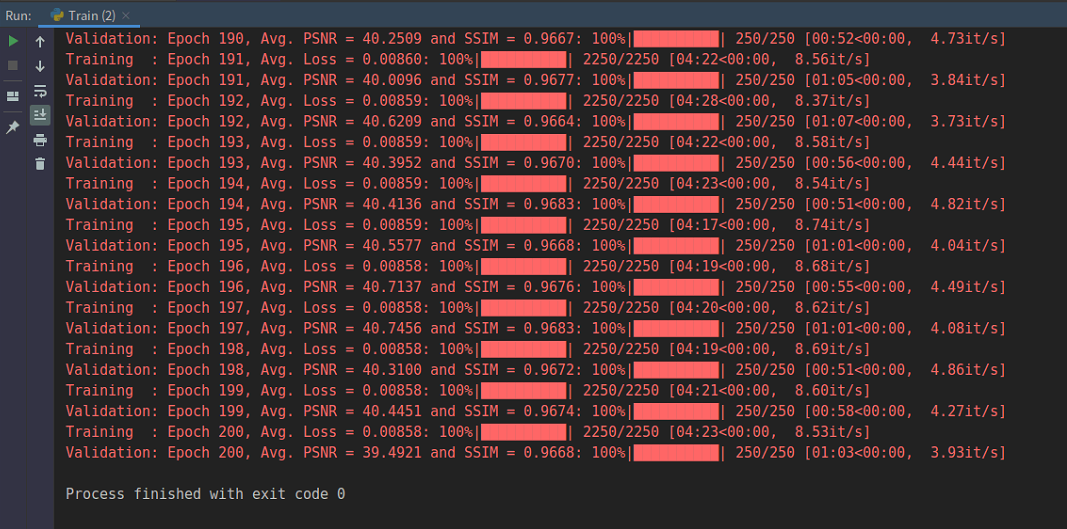 Run: Train (2) ×
Validation: Epoch 190, Avg. PSNR = 40.2509 and SSIM = 0.9667: 100%|██████████| 250/250 [00:52<00:00,  4.73it/s]
Training  : Epoch 191, Avg. Loss = 0.00860: 100%|██████████| 2250/2250 [04:22<00:00,  8.56it/s]
Validation: Epoch 191, Avg. PSNR = 40.0096 and SSIM = 0.9677: 100%|██████████| 250/250 [01:05<00:00,  3.84it/s]
Training  : Epoch 192, Avg. Loss = 0.00859: 100%|██████████| 2250/2250 [04:28<00:00,  8.37it/s]
Validation: Epoch 192, Avg. PSNR = 40.6209 and SSIM = 0.9664: 100%|██████████| 250/250 [01:07<00:00,  3.73it/s]
Training  : Epoch 193, Avg. Loss = 0.00859: 100%|██████████| 2250/2250 [04:22<00:00,  8.58it/s]
Validation: Epoch 193, Avg. PSNR = 40.3952 and SSIM = 0.9670: 100%|██████████| 250/250 [00:56<00:00,  4.44it/s]
Training  : Epoch 194, Avg. Loss = 0.00859: 100%|██████████| 2250/2250 [04:23<00:00,  8.54it/s]
Validation: Epoch 194, Avg. PSNR = 40.4136 and SSIM = 0.9683: 100%|██████████| 250/250 [00:51<00:00,  4.82it/s]
Training  : Epoch 195, Avg. Loss = 0.00859: 100%|██████████| 2250/2250 [04:17<00:00,  8.74it/s]
Validation: Epoch 195, Avg. PSNR = 40.5577 and SSIM = 0.9668: 100%|██████████| 250/250 [01:01<00:00,  4.04it/s]
Training  : Epoch 196, Avg. Loss = 0.00858: 100%|██████████| 2250/2250 [04:19<00:00,  8.68it/s]
Validation: Epoch 196, Avg. PSNR = 40.7137 and SSIM = 0.9676: 100%|██████████| 250/250 [00:55<00:00,  4.49it/s]
Training  : Epoch 197, Avg. Loss = 0.00858: 100%|██████████| 2250/2250 [04:20<00:00,  8.62it/s]
Validation: Epoch 197, Avg. PSNR = 40.7456 and SSIM = 0.9683: 100%|██████████| 250/250 [01:01<00:00,  4.08it/s]
Training  : Epoch 198, Avg. Loss = 0.00858: 100%|██████████| 2250/2250 [04:19<00:00,  8.69it/s]
Validation: Epoch 198, Avg. PSNR = 40.3100 and SSIM = 0.9672: 100%|██████████| 250/250 [00:51<00:00,  4.86it/s]
Training  : Epoch 199, Avg. Loss = 0.00858: 100%|██████████| 2250/2250 [04:21<00:00,  8.60it/s]
Validation: Epoch 199, Avg. PSNR = 40.4451 and SSIM = 0.9674: 100%|██████████| 250/250 [00:58<00:00,  4.27it/s]
Training  : Epoch 200, Avg. Loss = 0.00858: 100%|██████████| 2250/2250 [04:23<00:00,  8.53it/s]
Validation: Epoch 200, Avg. PSNR = 39.4921 and SSIM = 0.9668: 100%|██████████| 250/250 [01:03<00:00,  3.93it/s]
Process finished with exit code 0